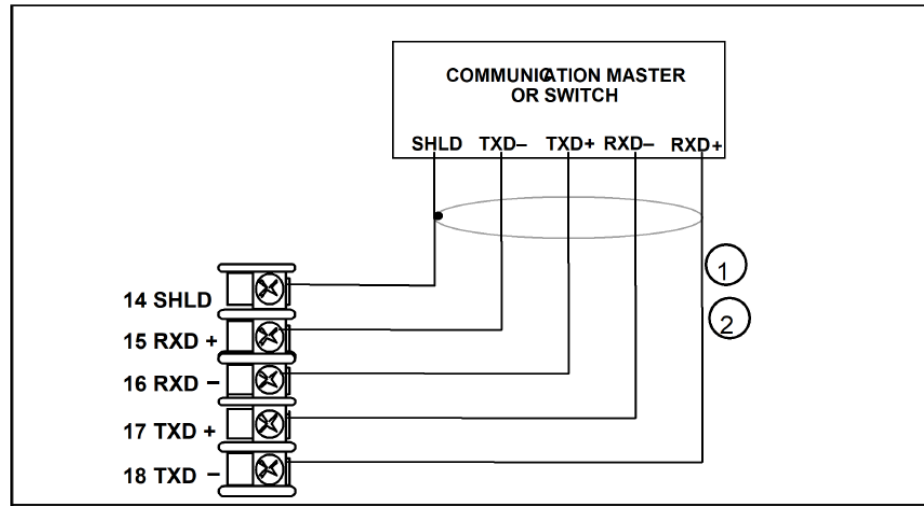 COMMUNICATION MASTER
OR SWITCH
SHLD TXD– TXD+ RXD– RXD+
1
2
14 SHLD
15 RXD +
16 RXD –
17 TXD +
18 TXD –